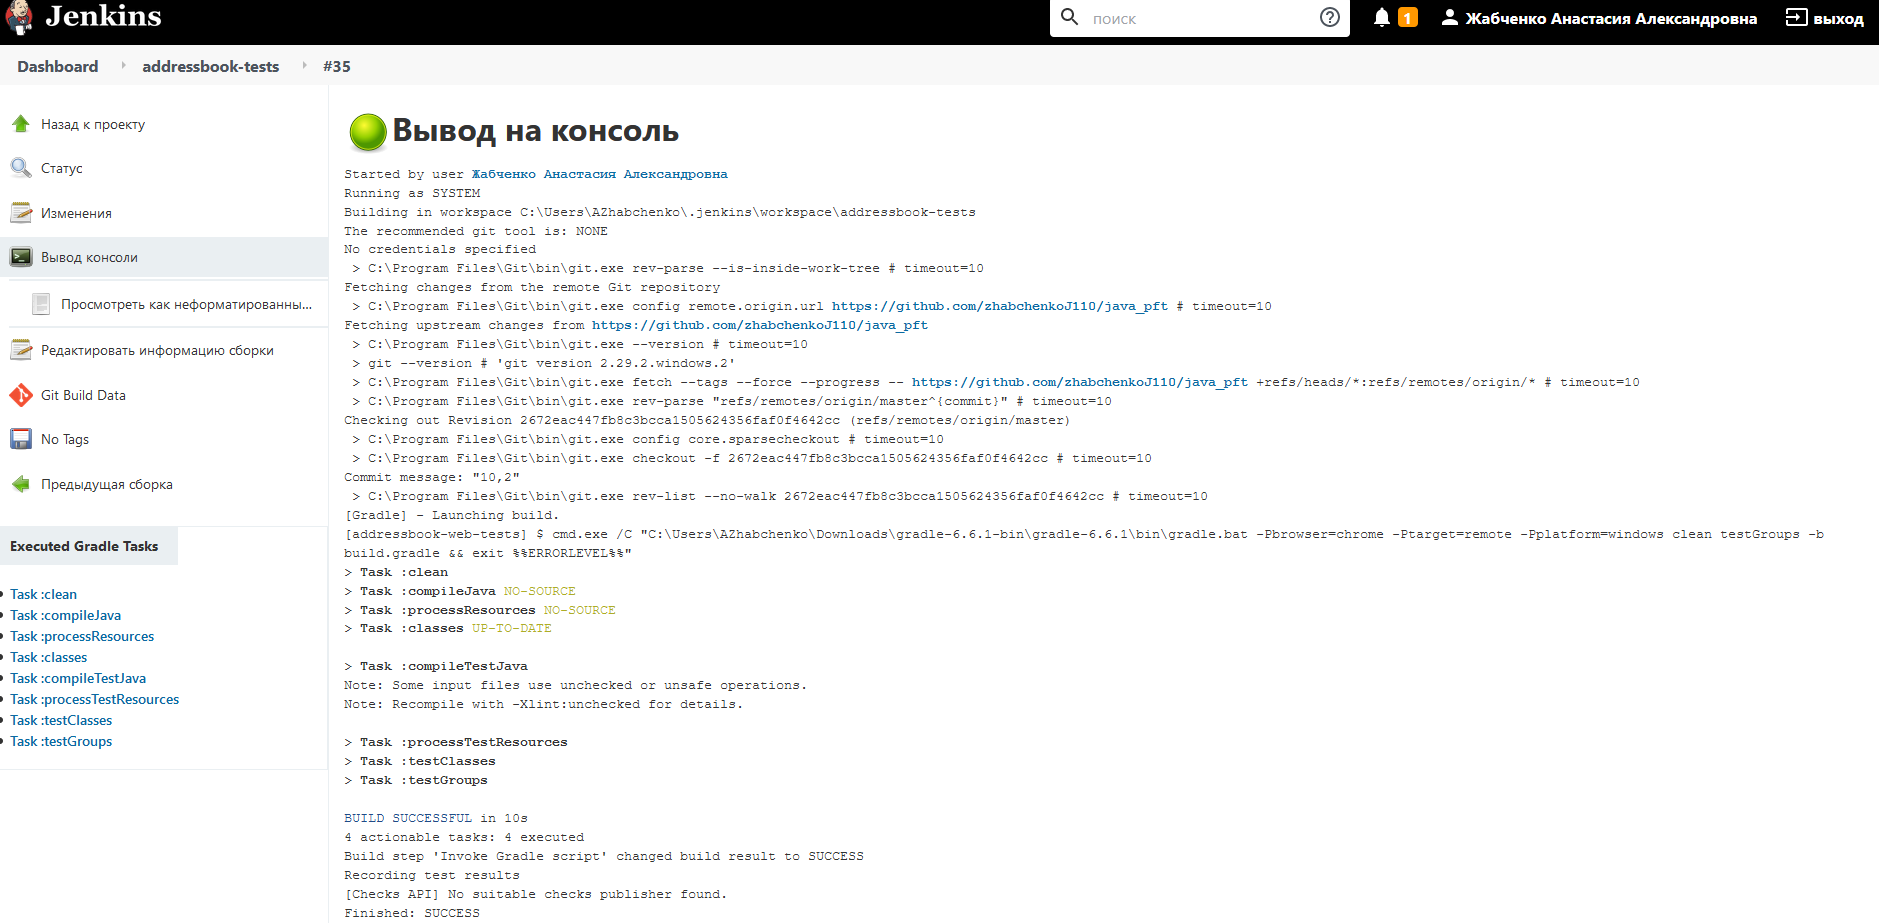 Jenkins
поиск
1
Жабченко Анастасия Александровна
выход
Dashboard
addressbook-tests
#35
Назад к проекту
Статус
Изменения
Вывод консоли
Просмотреть как неформатированны...
Редактировать информацию сборки
Git Build Data
No Tags
Предыдущая сборка
Executed Gradle Tasks
Task :clean
Task :compileJava
Task :processResources
Task :classes
Task :compileTestJava
Task :processTestResources
Task :testClasses
Task :testGroups
Вывод на консоль
Started by user Жабченко Анастасия Александровна
Running as SYSTEM
Building in workspace C:\Users\AZhabchenko\.jenkins\workspace\addressbook-tests
The recommended git tool is: NONE
No credentials specified
> C:\Program Files\Git\bin\git.exe rev-parse --is-inside-work-tree # timeout=10
Fetching changes from the remote Git repository
> C:\Program Files\Git\bin\git.exe config remote.origin.url https://github.com/zhabchenkoJ110/java_pft # timeout=10
Fetching upstream changes from https://github.com/zhabchenkoJ110/java_pft
> C:\Program Files\Git\bin\git.exe --version # timeout=10
> git --version # 'git version 2.29.2.windows.2'
> C:\Program Files\Git\bin\git.exe fetch --tags --force --progress -- https://github.com/zhabchenkoJ110/java_pft +refs/heads/*:refs/remotes/origin/* # timeout=10
> C:\Program Files\Git\bin\git.exe rev-parse "refs/remotes/origin/master^{commit}" # timeout=10
Checking out Revision 2672eac447fb8c3bcca1505624356faf0f4642cc (refs/remotes/origin/master)
> C:\Program Files\Git\bin\git.exe config core.sparsecheckout # timeout=10
> C:\Program Files\Git\bin\git.exe checkout -f 2672eac447fb8c3bcca1505624356faf0f4642cc # timeout=10
Commit message: "10,2"
> C:\Program Files\Git\bin\git.exe rev-list --no-walk 2672eac447fb8c3bcca1505624356faf0f4642cc # timeout=10
[Gradle] - Launching build.
[addressbook-web-tests] $ cmd.exe /C "C:\Users\AZhabchenko\Downloads\gradle-6.6.1-bin\gradle-6.6.1\bin\gradle.bat -Pbrowser=chrome -Ptarget=remote -Pplatform=windows clean testGroups -b
build.gradle && exit %%ERRORLEVEL%%"
> Task :clean
> Task :compileJava NO-SOURCE
> Task :processResources NO-SOURCE
> Task :classes UP-TO-DATE
> Task :compileTestJava
Note: Some input files use unchecked or unsafe operations.
Note: Recompile with -Xlint:unchecked for details.
> Task :processTestResources
> Task :testClasses
> Task :testGroups
BUILD SUCCESSFUL in 10s
4 actionable tasks: 4 executed
Build step 'Invoke Gradle script' changed build result to SUCCESS
Recording test results
[Checks API] No suitable checks publisher found.
Finished: SUCCESS